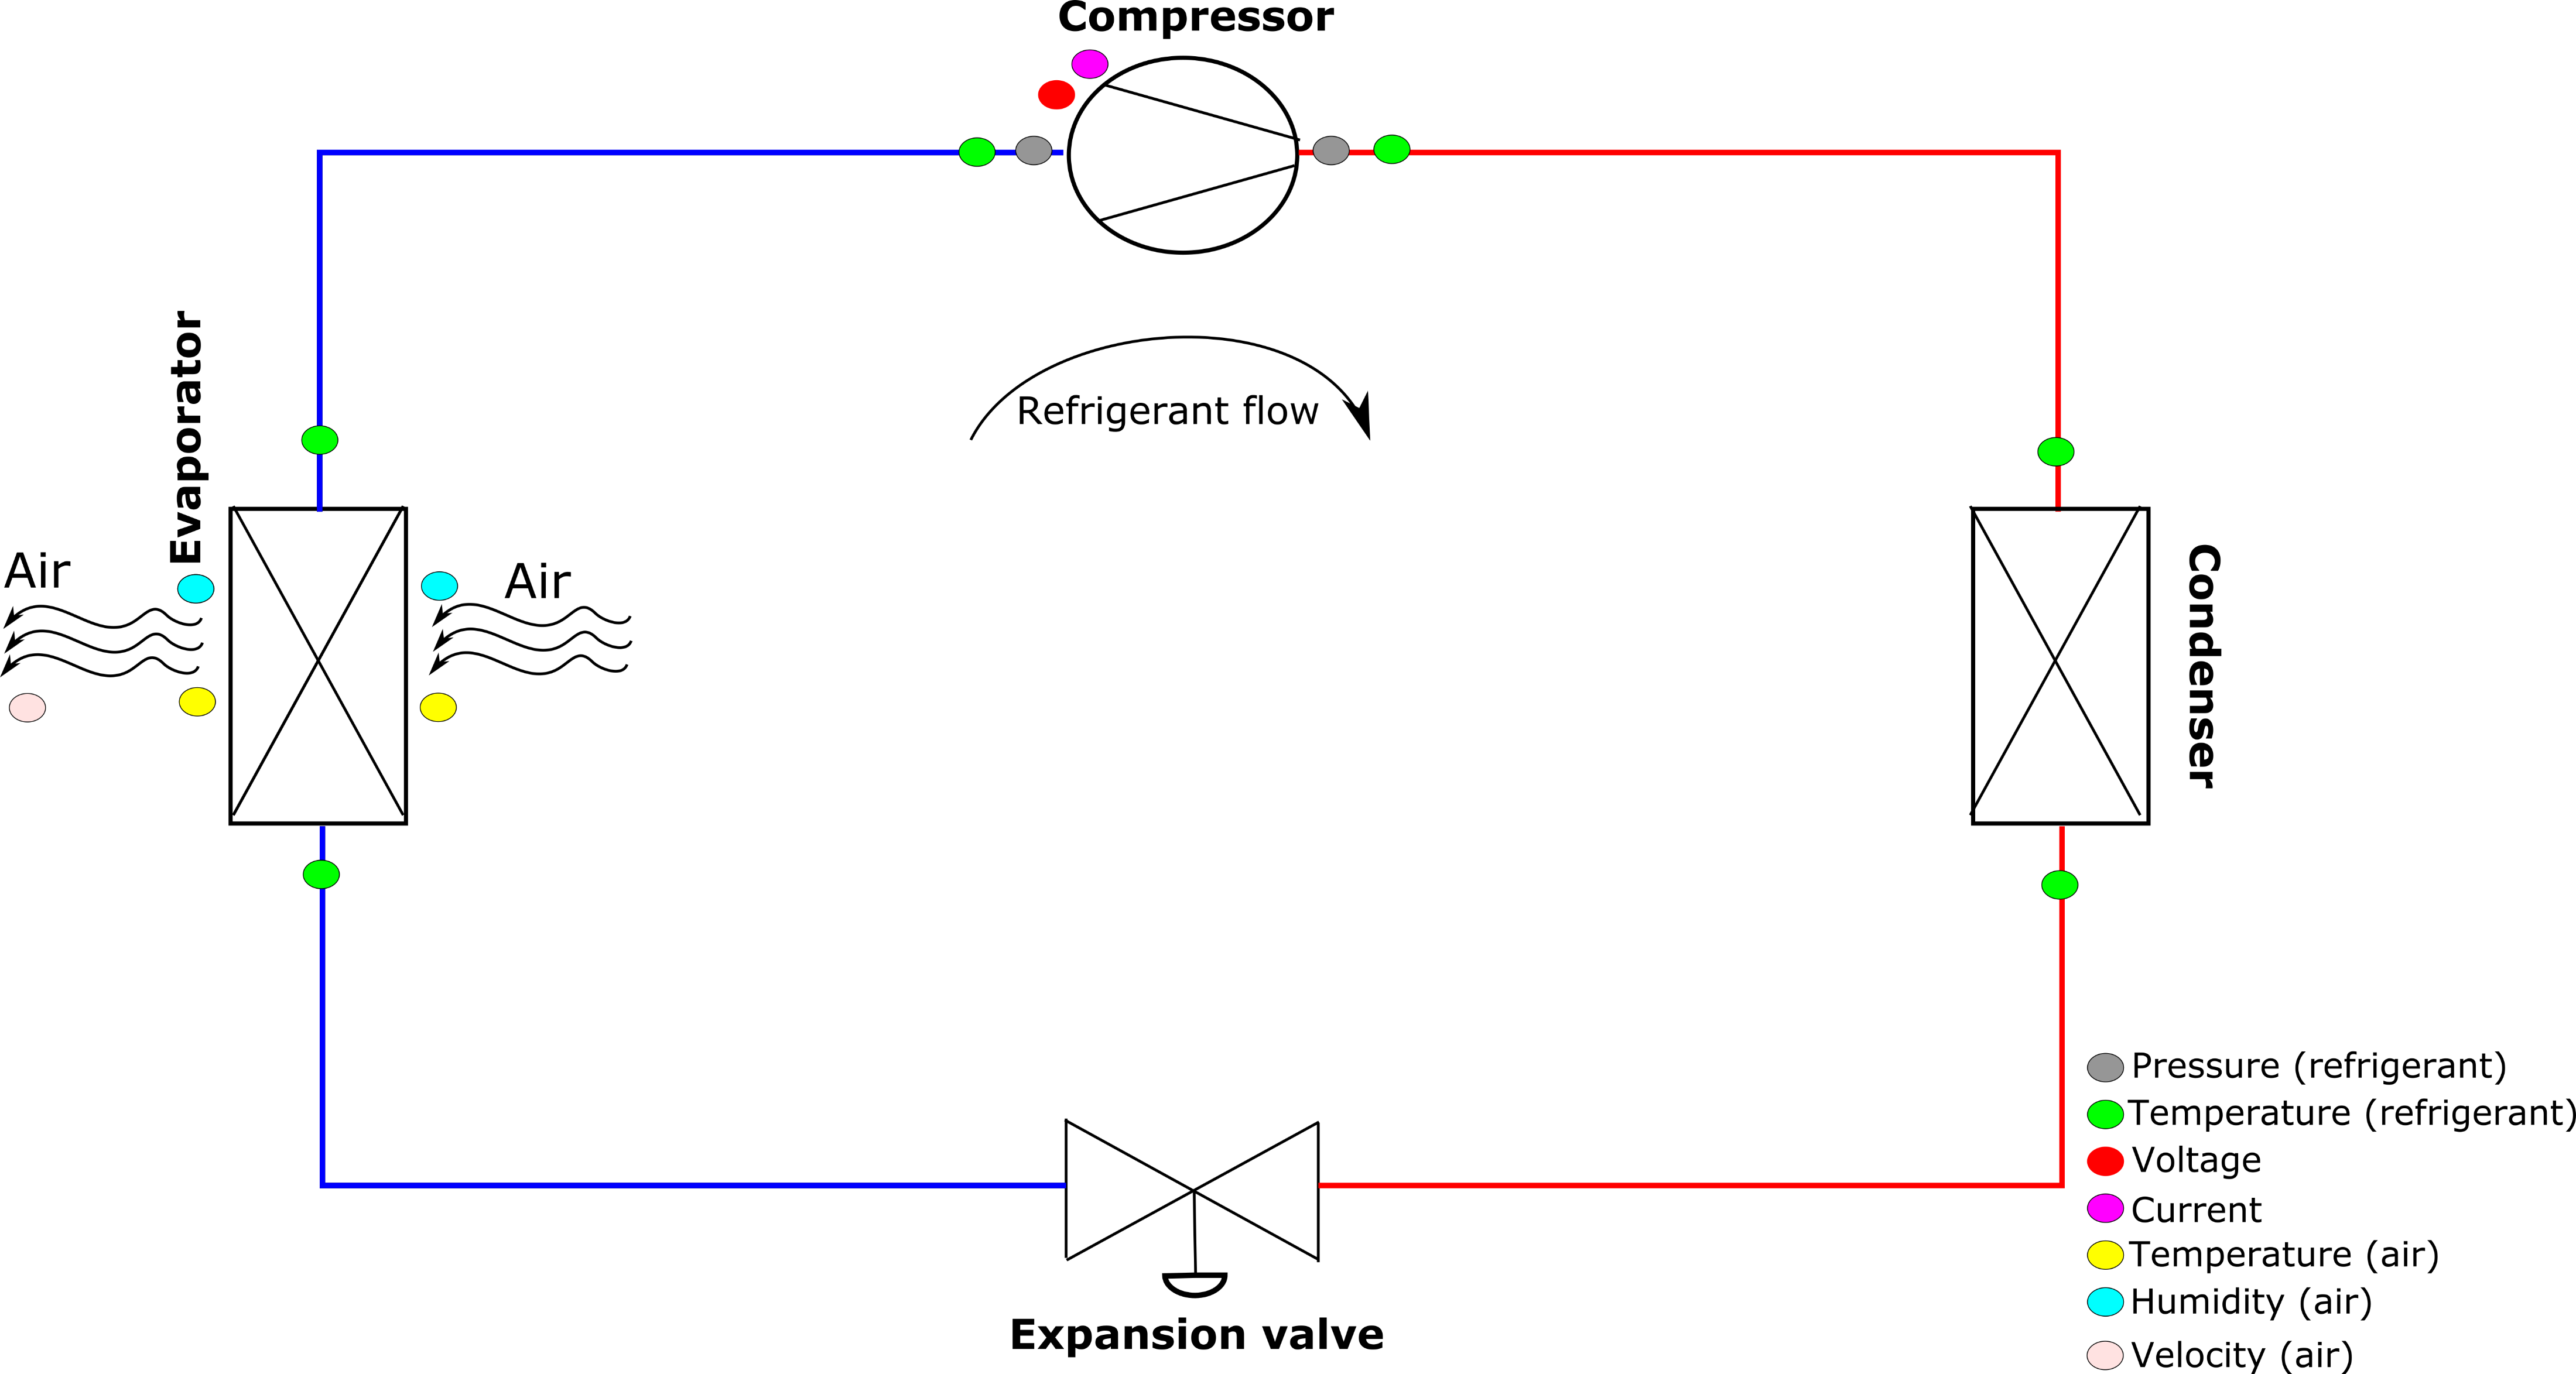 Compressor
Refrigerant flow
Evaporator
Air
Air
Condenser
Expansion valve
Pressure (refrigerant)
Temperature (refrigerant)
Voltage
Current
Temperature (air)
Humidity (air)
Velocity (air)